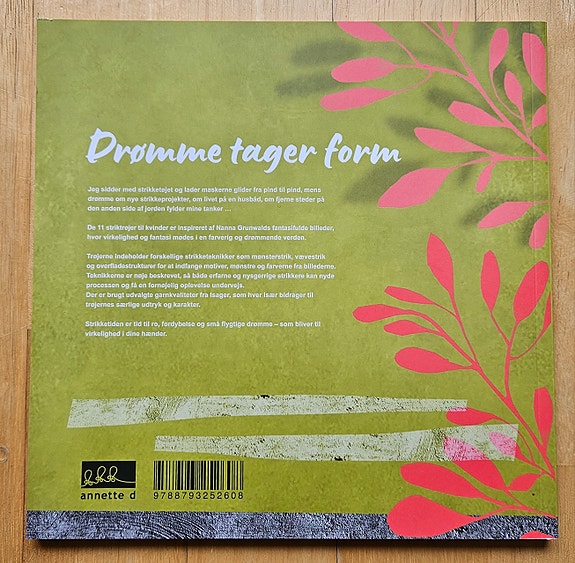 Drømme tager form
Jeg sidder med strikketøjet og lader maskerne glider fra pind til pind, mens
drømme om nye strikkeprojekter, om livet på en husbåd, om fjerne steder på
den anden side af jorden fylder mine tanker ...
De 11 striktrøjer til kvinder er inspireret af Nanna Grunwalds fantasifulde billeder,
hvor virkelighed og fantasi mødes i en farverig og drømmende verden.
Trøjerne indeholder forskellige strikketeknikker som mønsterstrik, vævestrik
og overfladestrukturer for at indfange motiver, mønstre og farverne fra billederne.
Teknikkerne er nøje beskrevet, så både erfarne og nysgerrige strikkere kan nyde
processen og få en fornøjelig oplevelse undervejs.
Der er brugt udvalgte garnkvaliteter fra Isager, som hver især bidrager til
trøjernes særlige udtryk og karakter.
Strikketiden er tid til ro, fordybelse og små flygtige drømme – som bliver til
virkelighed i dine hænder.
annette d
9788793252608